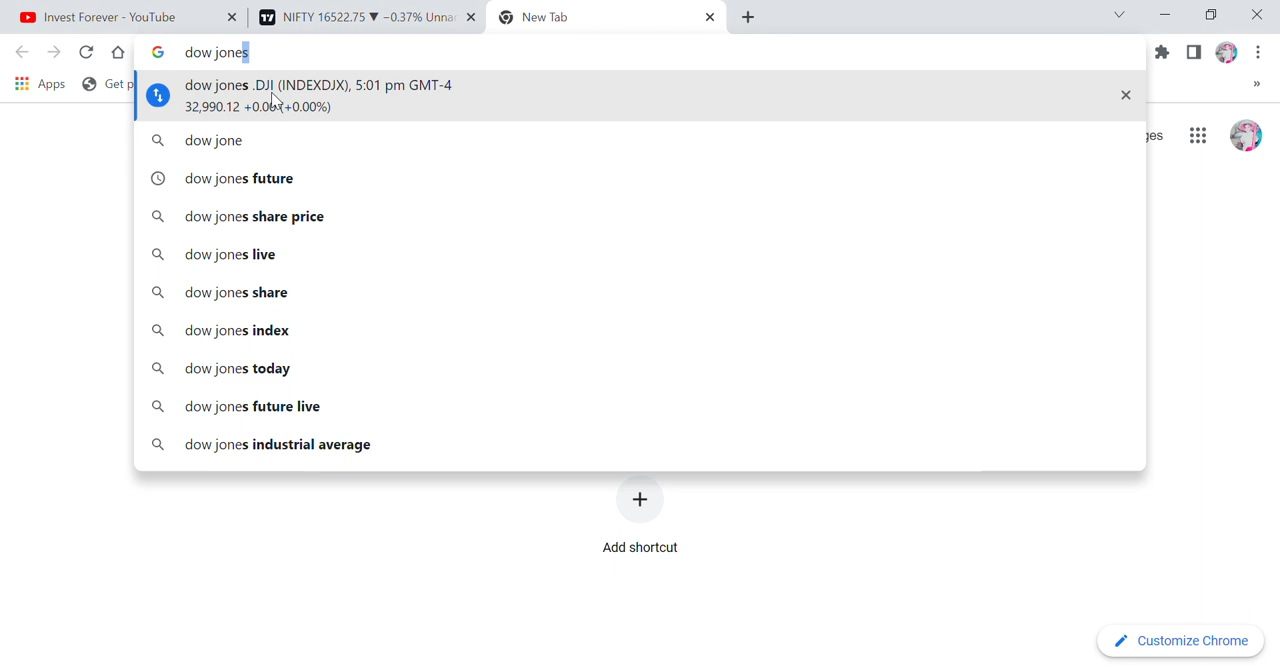 Invest Forever - YouTube
NIFTY 16522.75 ▼ −0.37% Unna
New Tab
dow jones
Apps
Get p
»
dow jones .DJI (INDEXDJX), 5:01 pm GMT-4
32,990.12 +0.00 (+0.00%)
ges
dow jone
dow jones future
dow jones share price
dow jones live
dow jones share
dow jones index
dow jones today
dow jones future live
dow jones industrial average
Add shortcut
Customize Chrome